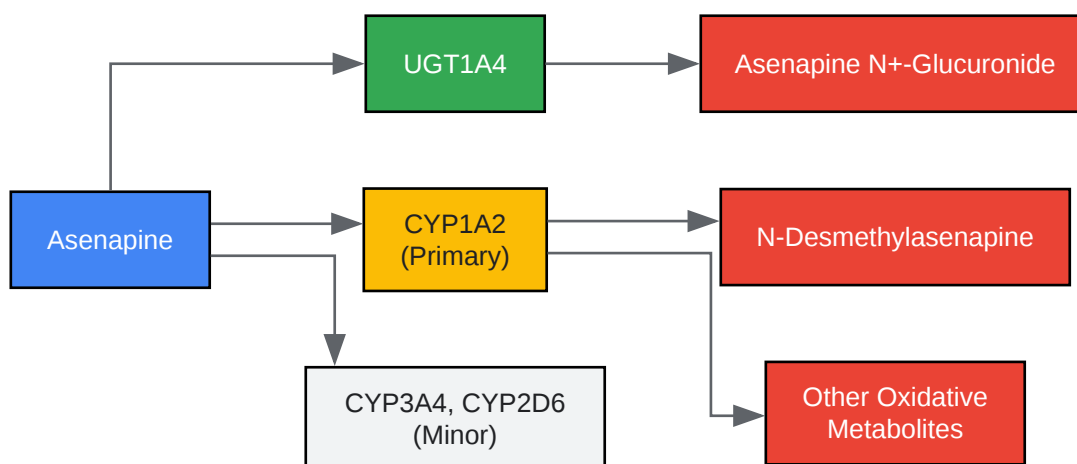 UGT1A4
Asenapine N+-Glucuronide
Asenapine
CYP1A2
(Primary)
N-Desmethylasenapine
CYP3A4, CYP2D6
(Minor)
Other Oxidative
Metabolites